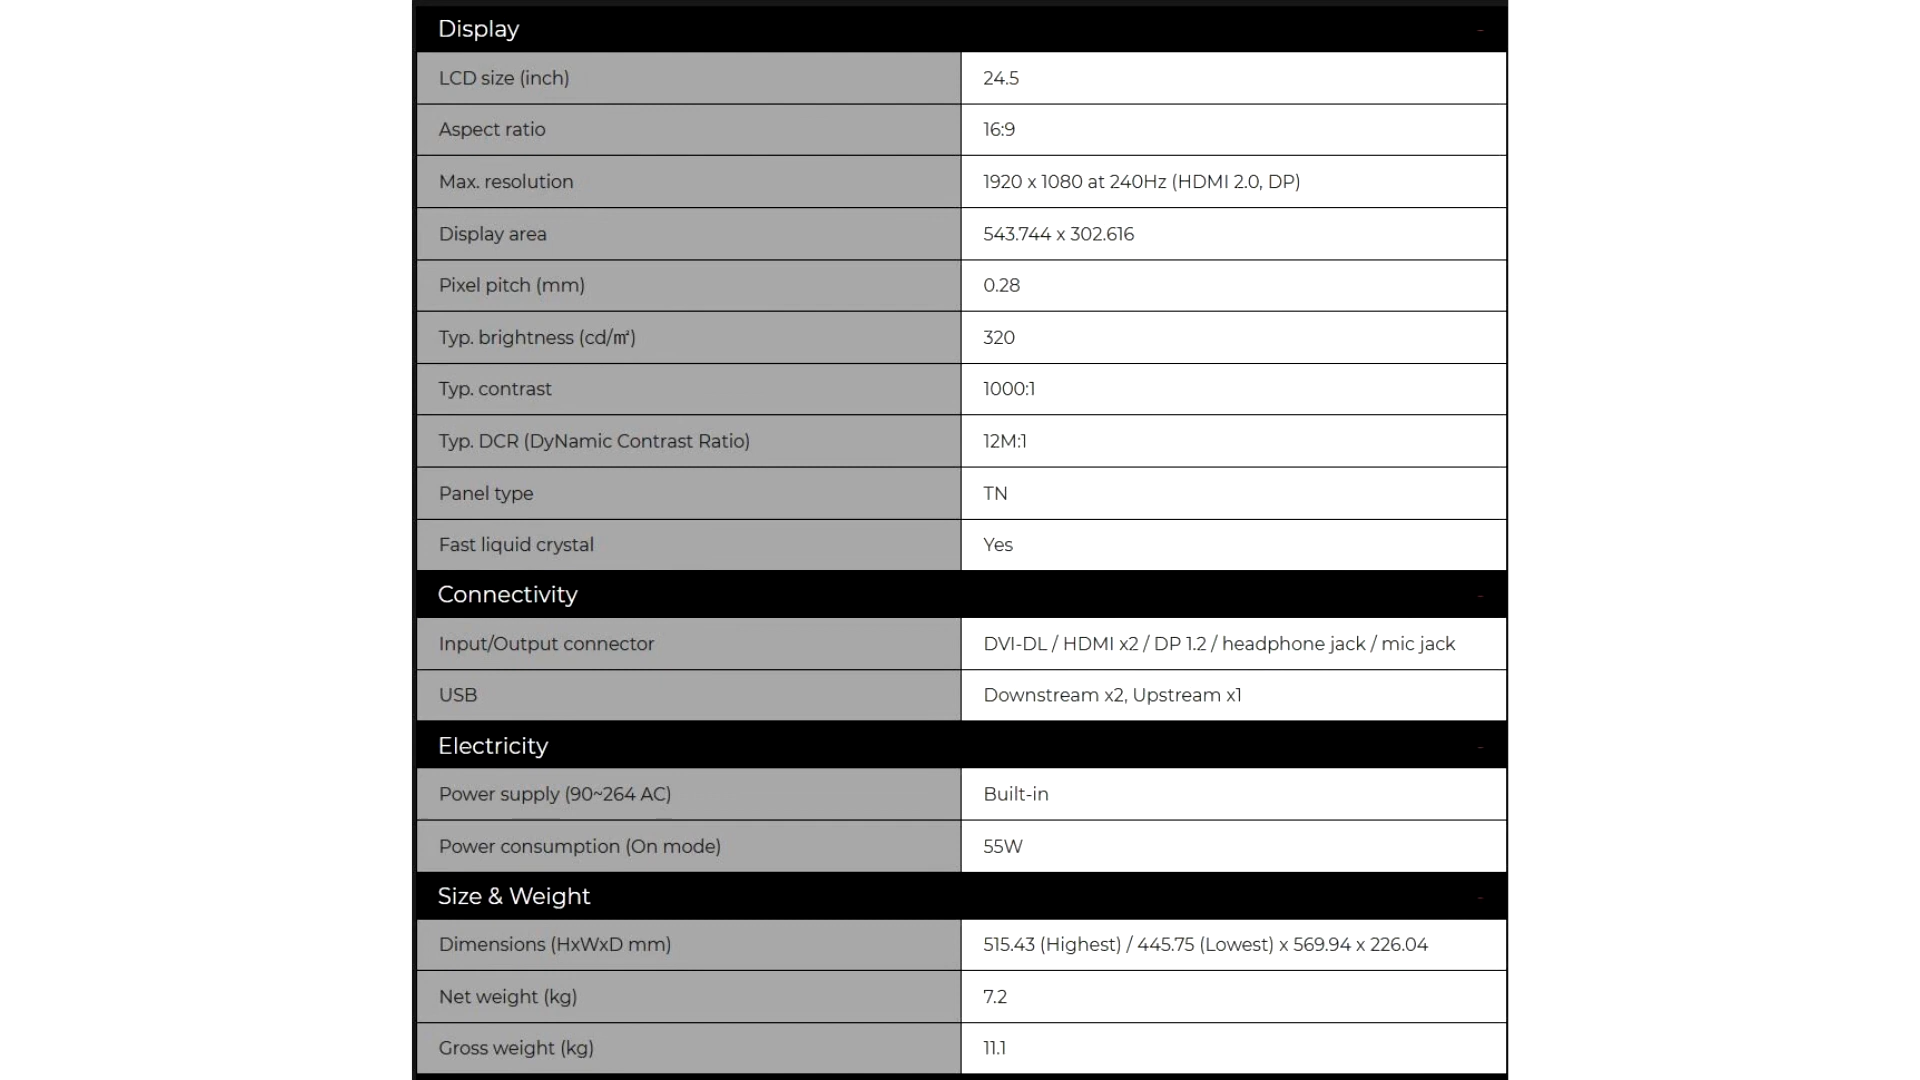 Display -
LCD size (inch) 24.5
Aspect ratio 16:9
Max. resolution 1920 x 1080 at 240Hz (HDMI 2.0, DP)
Display area 543.744 x 302.616
Pixel pitch (mm) 0.28
Typ. brightness (cd/㎡) 320
Typ. contrast 1000:1
Typ. DCR (DyNamic Contrast Ratio) 12M:1
Panel type TN
Fast liquid crystal Yes
Connectivity -
Input/Output connector DVI-DL / HDMI x2 / DP 1.2 / headphone jack / mic jack
USB Downstream x2, Upstream x1
Electricity -
Power supply (90~264 AC) Built-in
Power consumption (On mode) 55W
Size & Weight -
Dimensions (HxWxD mm) 515.43 (Highest) / 445.75 (Lowest) x 569.94 x 226.04
Net weight (kg) 7.2
Gross weight (kg) 11.1